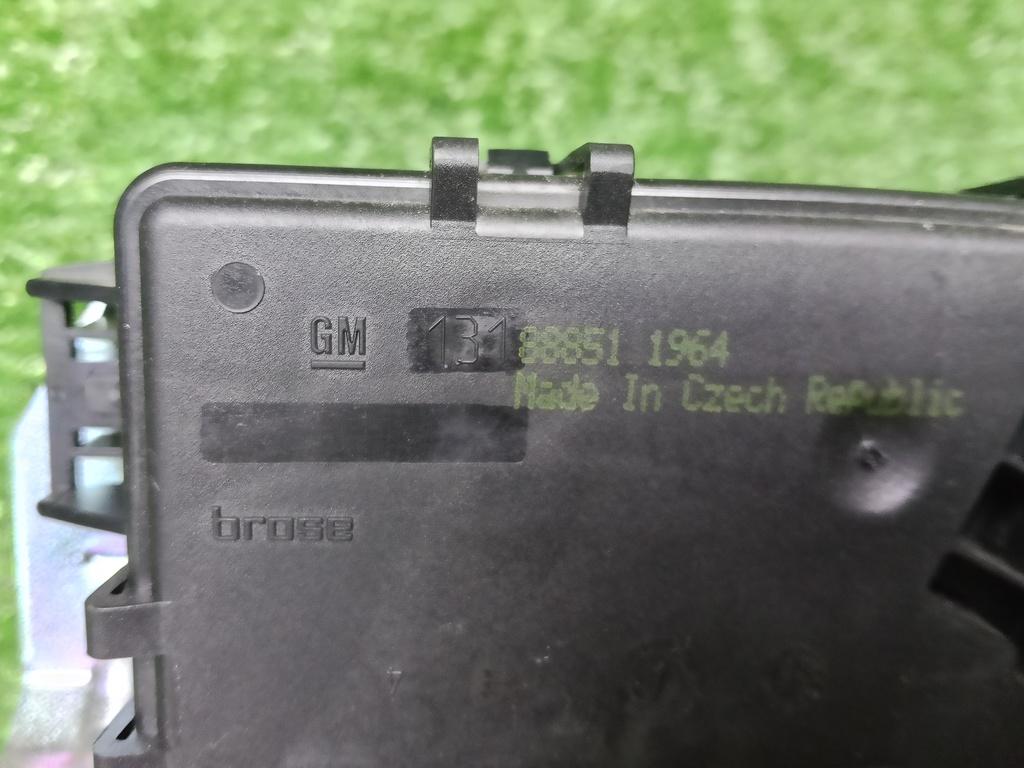 GM 131 88851 1964
Made In Czech Republic
brose